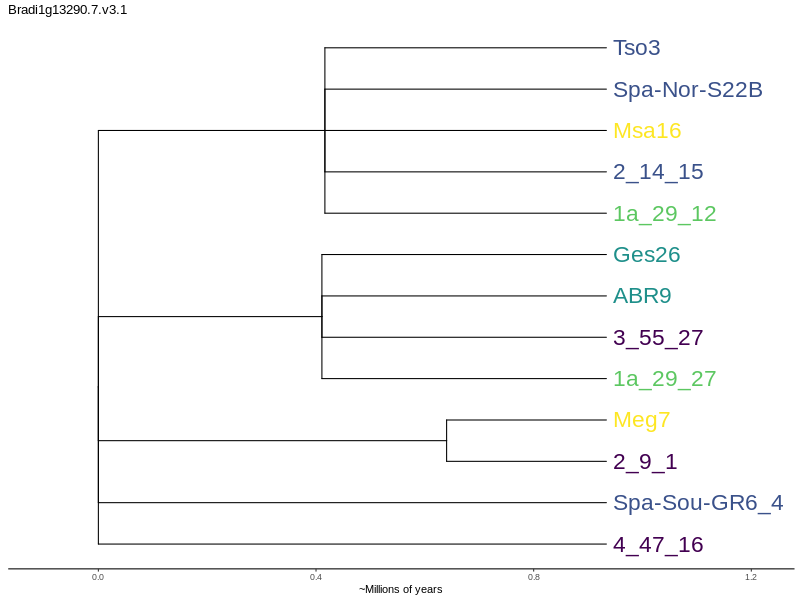 Bradi1g13290.7.v3.1
Tso3
Spa-Nor-S22B
Msa16
2_14_15
1a_29_12
Ges26
ABR9
3_55_27
1a_29_27
Meg7
2_9_1
Spa-Sou-GR6_4
4_47_16
0.0 0.4 0.8 1.2
~Millions of years